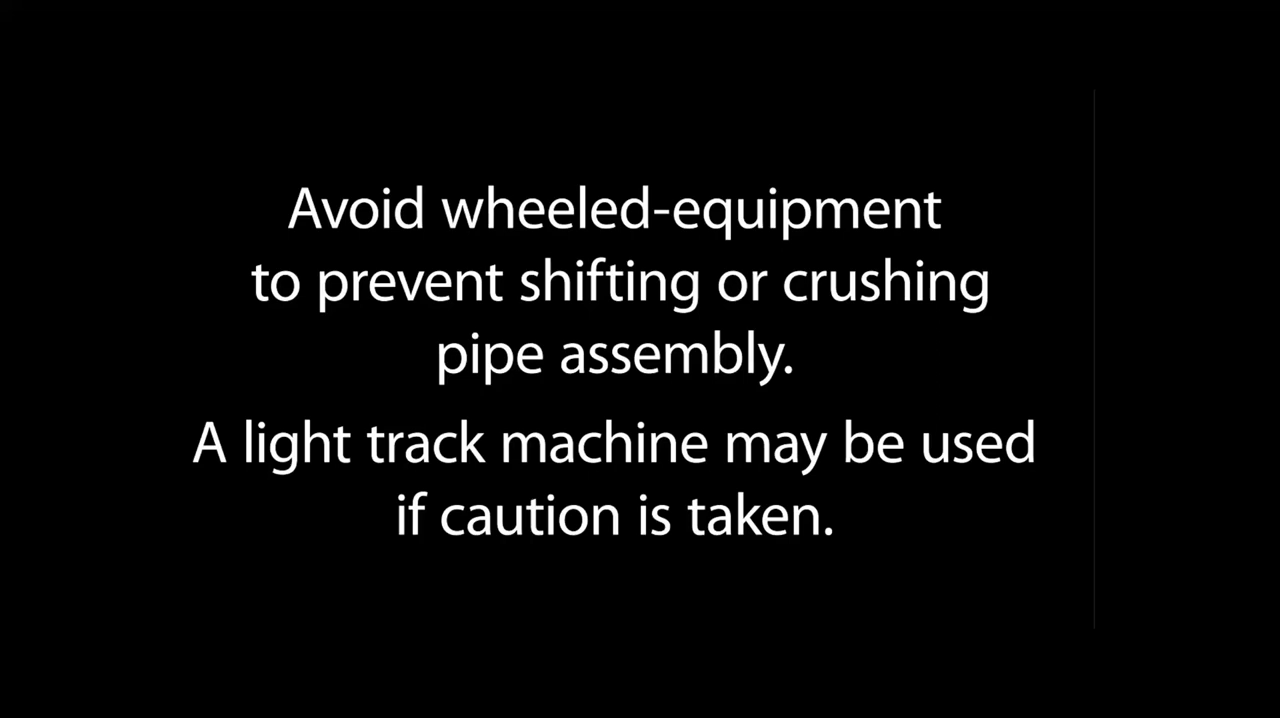 Avoid wheeled-equipment
to prevent shifting or crushing
pipe assembly.
A light track machine may be used
if caution is taken.